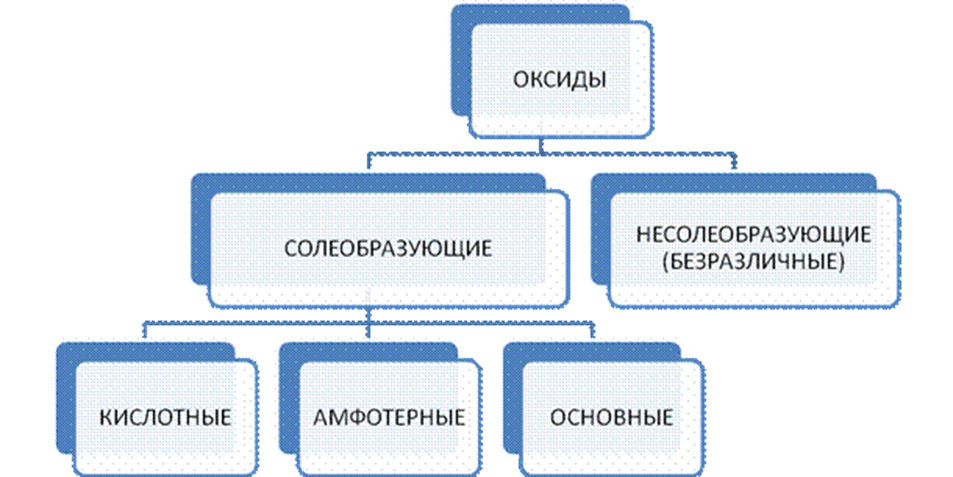 ОКСИДЫ
СОЛЕОБРАЗУЮЩИЕ
НЕСОЛЕОБРАЗУЮЩИЕ
(БЕЗРАЗЛИЧНЫЕ)
КИСЛОТНЫЕ
АМФОТЕРНЫЕ
ОСНОВНЫЕ